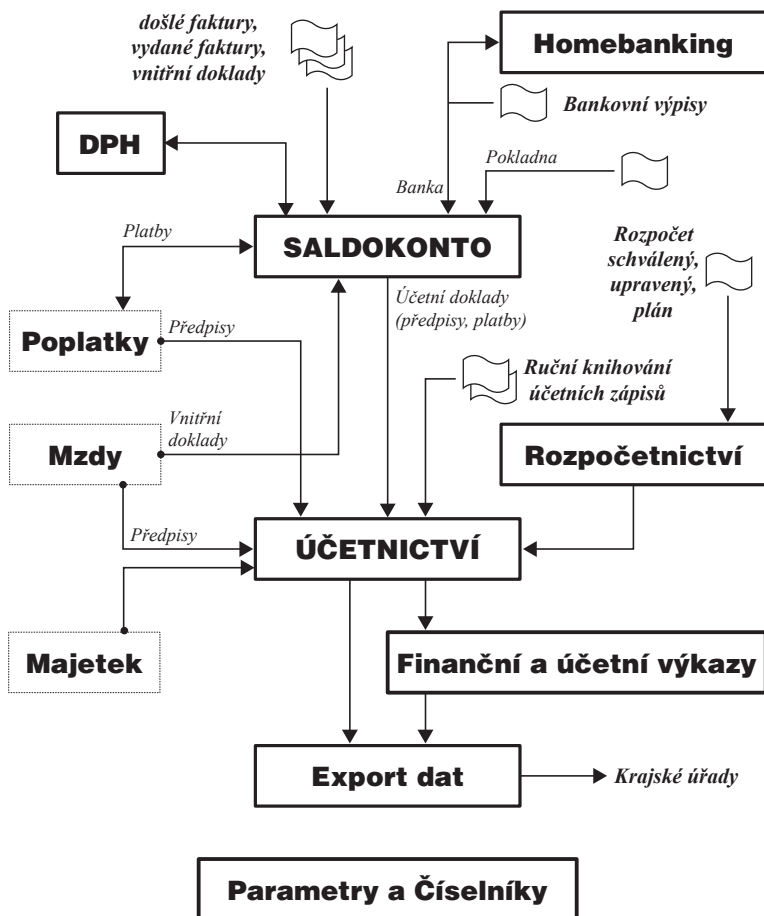 došlé faktury,
vydané faktury,
vnitřní doklady
Homebanking
Bankovní výpisy
DPH
Pokladna
Banka
Platby
SALDOKONTO
Rozpočet
schválený,
upravený,
plán
Účetní doklady
(předpisy, platby)
Poplatky
Předpisy
Ruční knihování
účetních zápisů
Vnitřní
doklady
Mzdy
Rozpočetnictví
Předpisy
ÚČETNICTVÍ
Majetek
Finanční a účetní výkazy
Export dat
Krajské úřady
Parametry a Číselníky